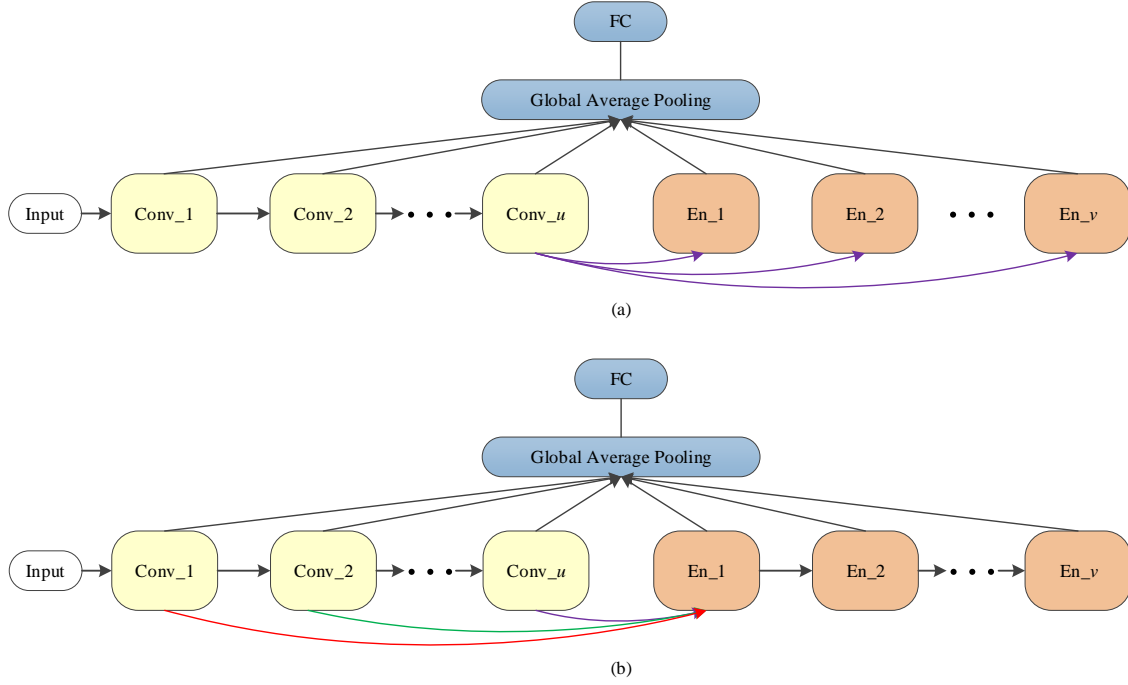 FC
Global Average Pooling
Input
Conv_1
Conv_2
Conv_u
En_1
En_2
En_v
(a)
FC
Global Average Pooling
Input
Conv_1
Conv_2
Conv_u
En_1
En_2
En_v
(b)